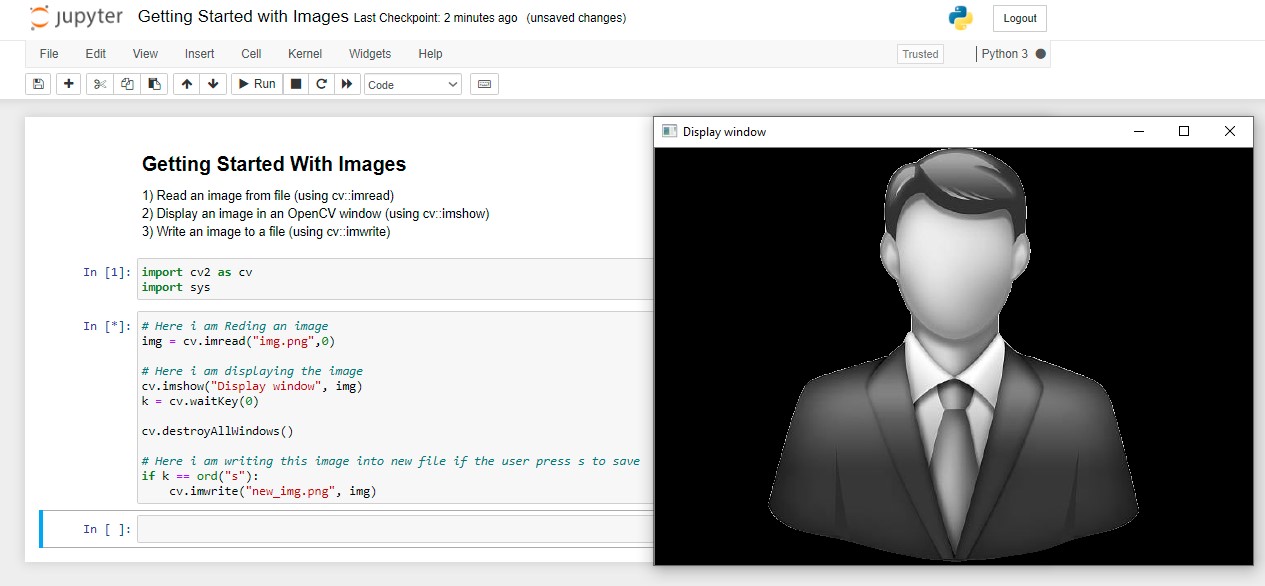 jupyter Getting Started with Images Last Checkpoint: 2 minutes ago (unsaved changes) Logout
File Edit View Insert Cell Kernel Widgets Help Trusted Python 3
Run Code
Display window
Getting Started With Images
1) Read an image from file (using cv::imread)
2) Display an image in an OpenCV window (using cv::imshow)
3) Write an image to a file (using cv::imwrite)
In [1]: import cv2 as cv
import sys
In [*]: # Here i am Reding an image
img = cv.imread("img.png",0)
# Here i am displaying the image
cv.imshow("Display window", img)
k = cv.waitKey(0)
cv.destroyAllWindows()
# Here i am writing this image into new file if the user press s to save
if k == ord("s"):
    cv.imwrite("new_img.png", img)
In [ ]: